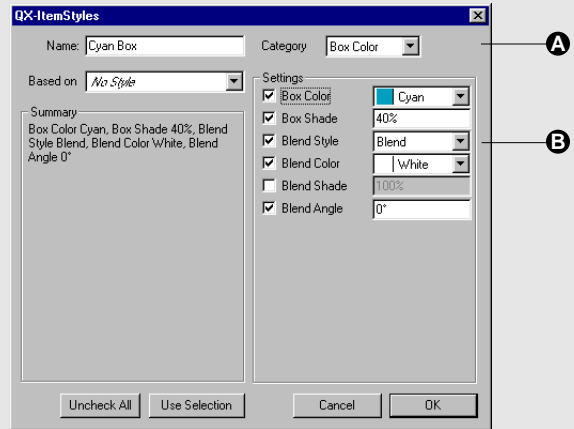 QX-ItemStyles
Name: Cyan Box
Category Box Color
A
Based on No Style
Settings
Box Color Cyan
Box Shade 40%
Blend Style Blend
B
Blend Color White
Blend Shade 100%
Blend Angle 0°
Summary
Box Color Cyan, Box Shade 40%, Blend
Style Blend, Blend Color White, Blend
Angle 0°
Uncheck All Use Selection Cancel OK